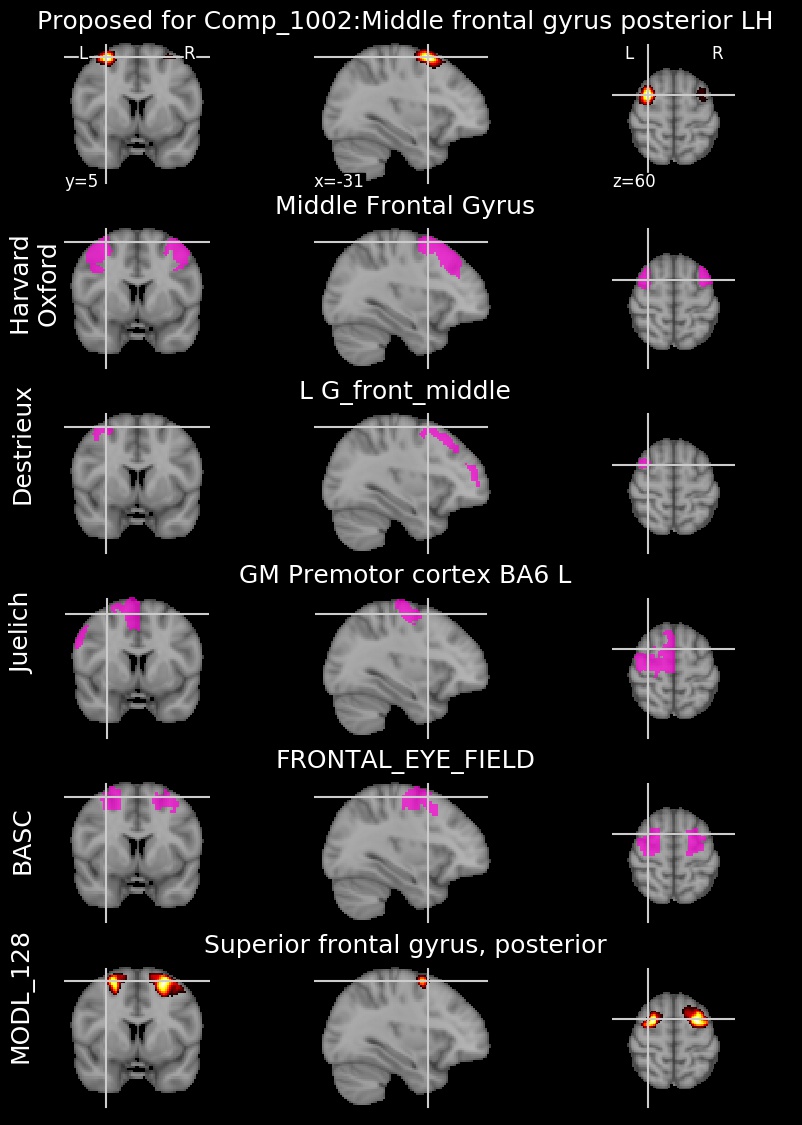 Proposed for Comp_1002:Middle frontal gyrus posterior LH
L R
L R
y=5
x=-31
z=60
Middle Frontal Gyrus
Harvard
Oxford
L G_front_middle
Destrieux
GM Premotor cortex BA6 L
Juelich
FRONTAL_EYE_FIELD
BASC
Superior frontal gyrus, posterior
MODL_128